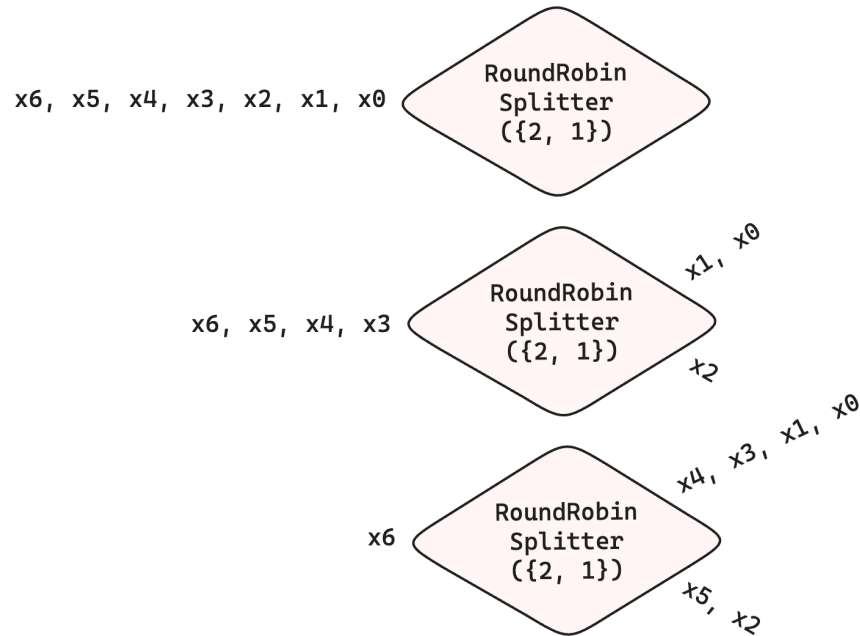 x6, x5, x4, x3, x2, x1, x0
RoundRobin
Splitter
({2, 1})
x1, x0
x6, x5, x4, x3
RoundRobin
Splitter
({2, 1})
x2
x4, x3, x1, x0
x6
RoundRobin
Splitter
({2, 1})
x5, x2